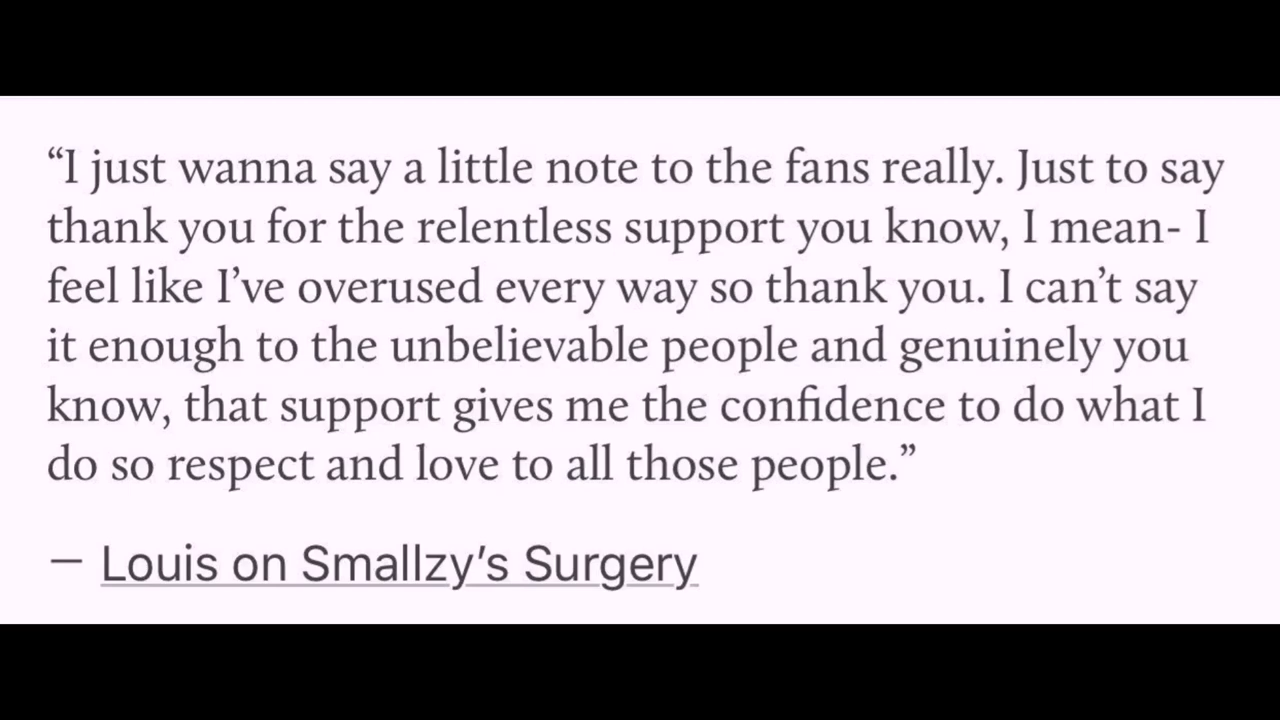 “I just wanna say a little note to the fans really. Just to say
thank you for the relentless support you know, I mean- I
feel like I’ve overused every way so thank you. I can’t say
it enough to the unbelievable people and genuinely you
know, that support gives me the confidence to do what I
do so respect and love to all those people.”
— Louis on Smallzy’s Surgery